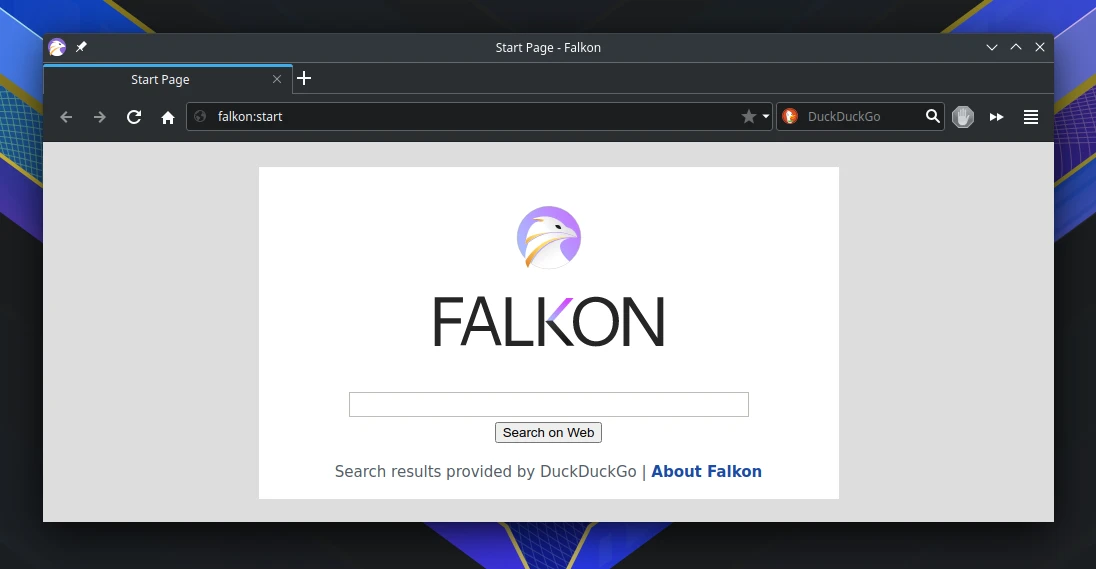 Start Page - Falkon
Start Page
falkon:start
DuckDuckGo
FALKON
Search on Web
Search results provided by DuckDuckGo | About Falkon